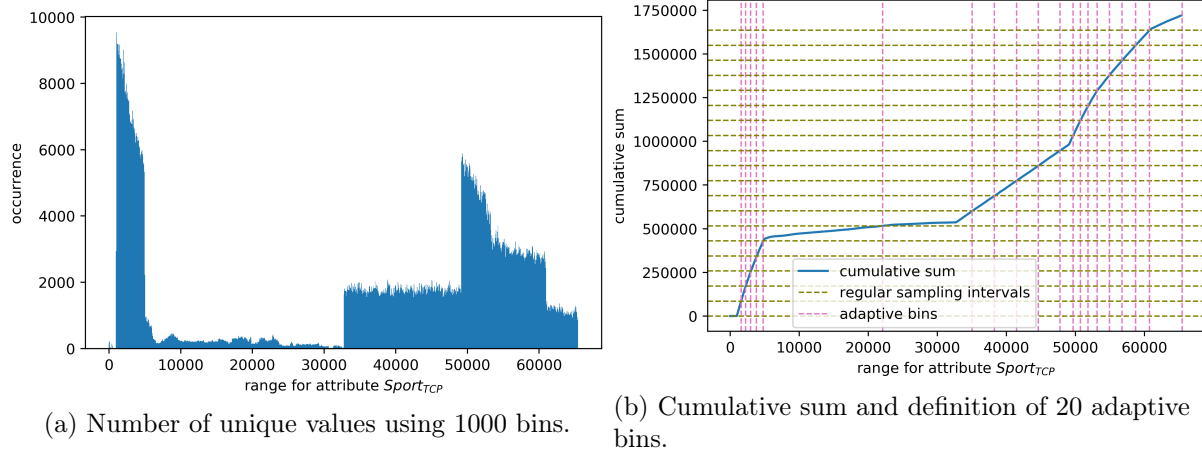 10000
8000
6000
4000
2000
0
occurrence
0 10000 20000 30000 40000 50000 60000
range for attribute Sport_TCP
(a) Number of unique values using 1000 bins.
1750000
1500000
1250000
1000000
750000
500000
250000
0
cumulative sum
cumulative sum
regular sampling intervals
adaptive bins
0 10000 20000 30000 40000 50000 60000
range for attribute Sport_TCP
(b) Cumulative sum and definition of 20 adaptive
bins.